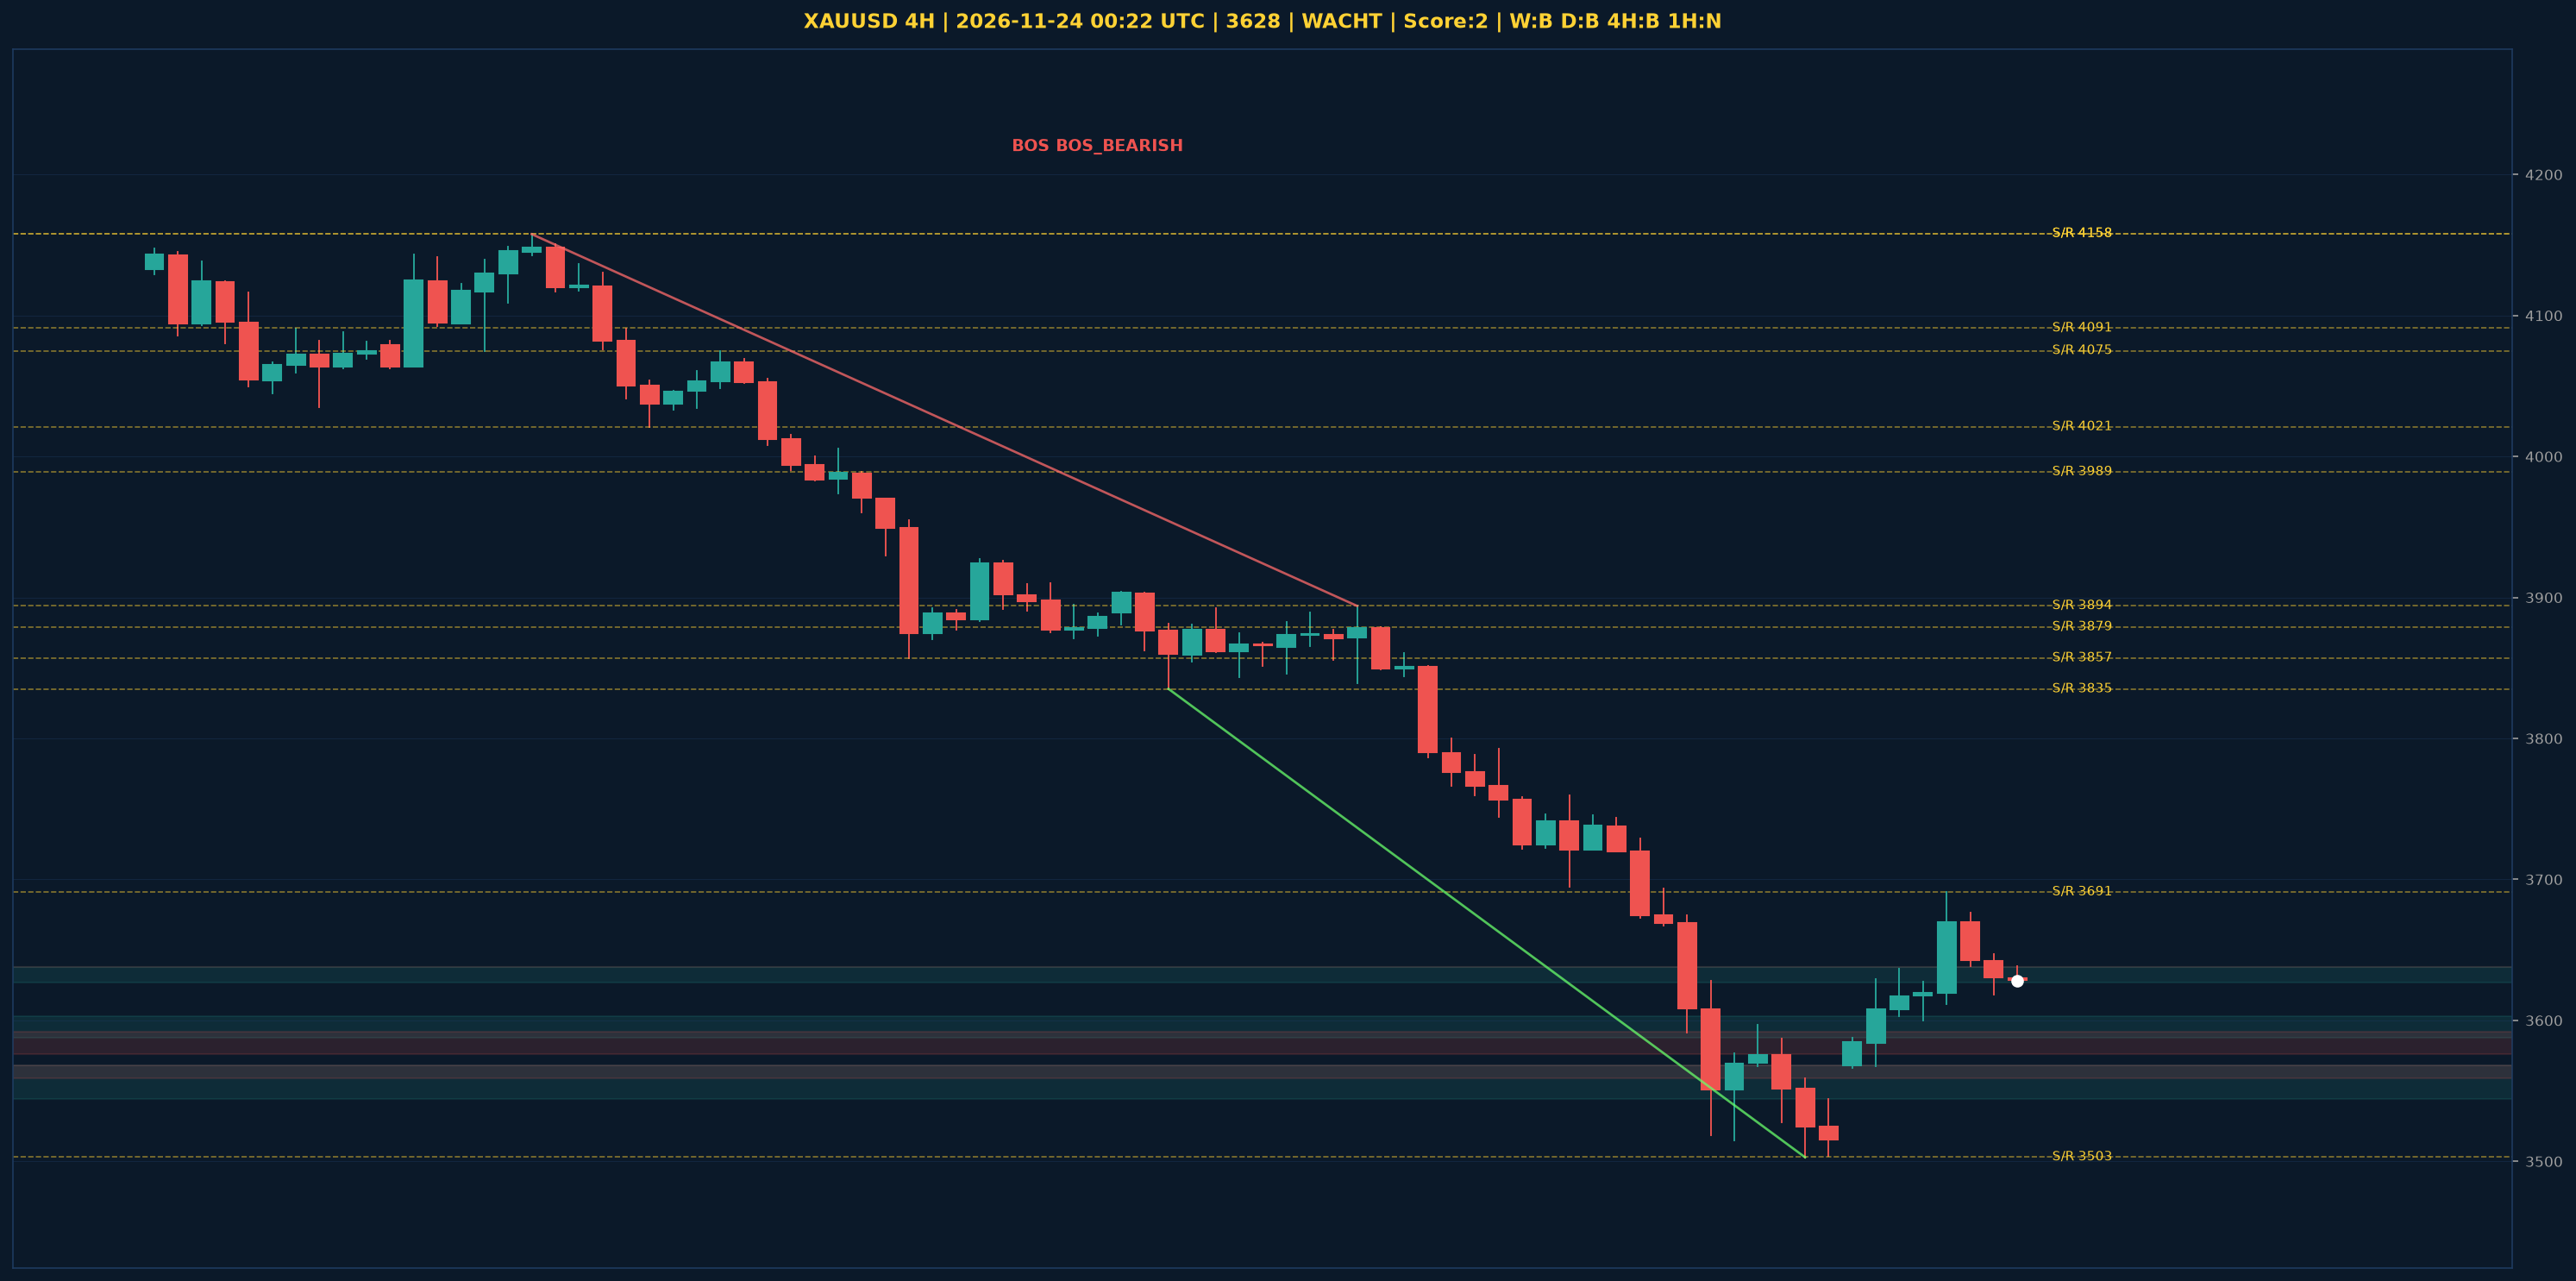 XAUUSD 4H | 2026-11-24 00:22 UTC | 3628 | WACHT | Score:2 | W:B D:B 4H:B 1H:N
BOS BOS_BEARISH
4200
S/R 4158
4100
S/R 4091
S/R 4075
S/R 4021
4000
S/R 3989
3900
S/R 3894
S/R 3879
S/R 3857
S/R 3835
3800
3700
S/R 3691
3600
S/R 3503
3500